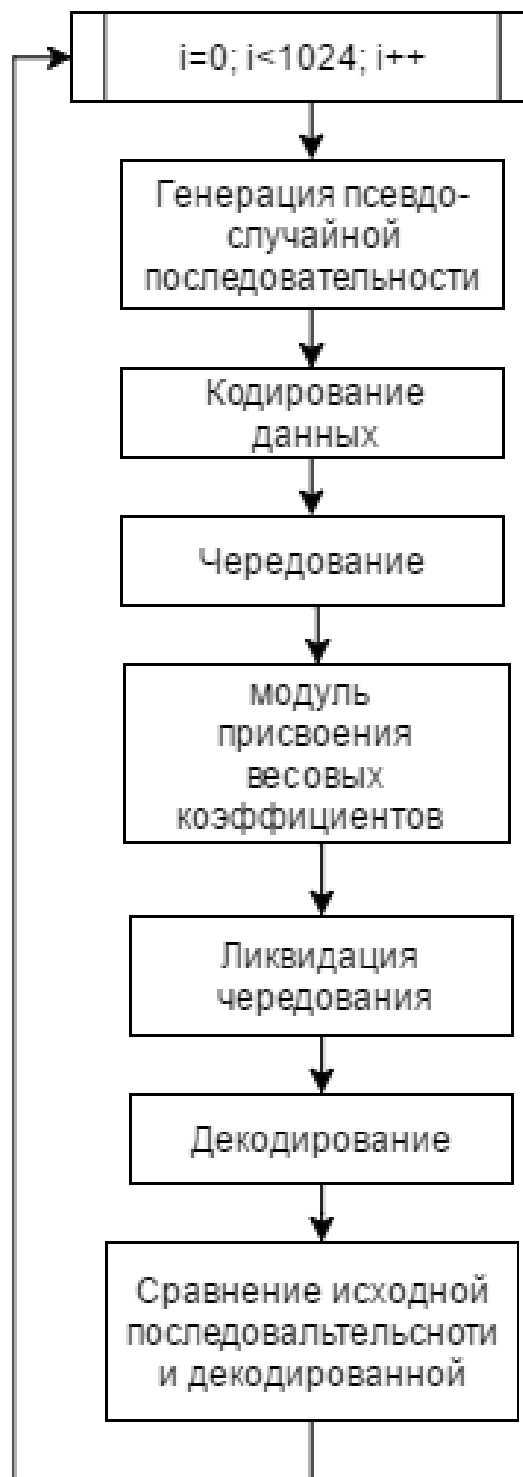 i=0; i<1024; i++
Генерация псевдо-
случайной
последовательности
Кодирование
данных
Чередование
модуль
присвоения
весовых
коэффициентов
Ликвидация
чередования
Декодирование
Сравнение исходной
последовальтельсноти
и декодированной